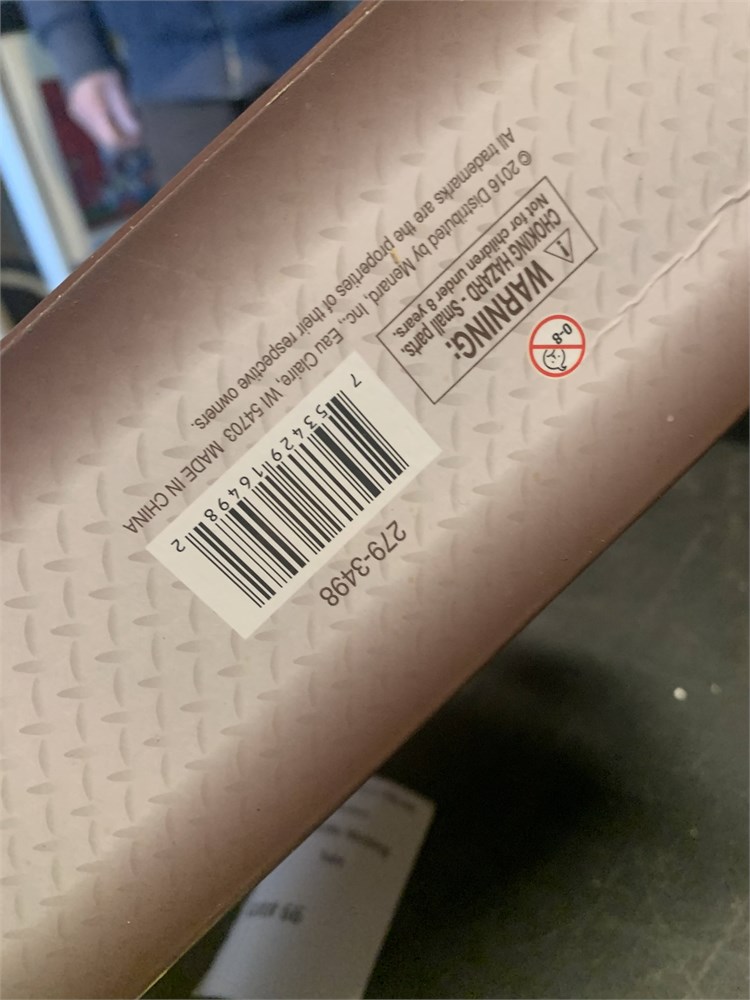 0-8
WARNING:
CHOKING HAZARD - Small parts.
Not for children under 8 years.
279-3498
7 53429 16498 2
© 2016 Distributed by Menard, Inc., Eau Claire, WI 54703 MADE IN CHINA
All trademarks are the properties of their respective owners.